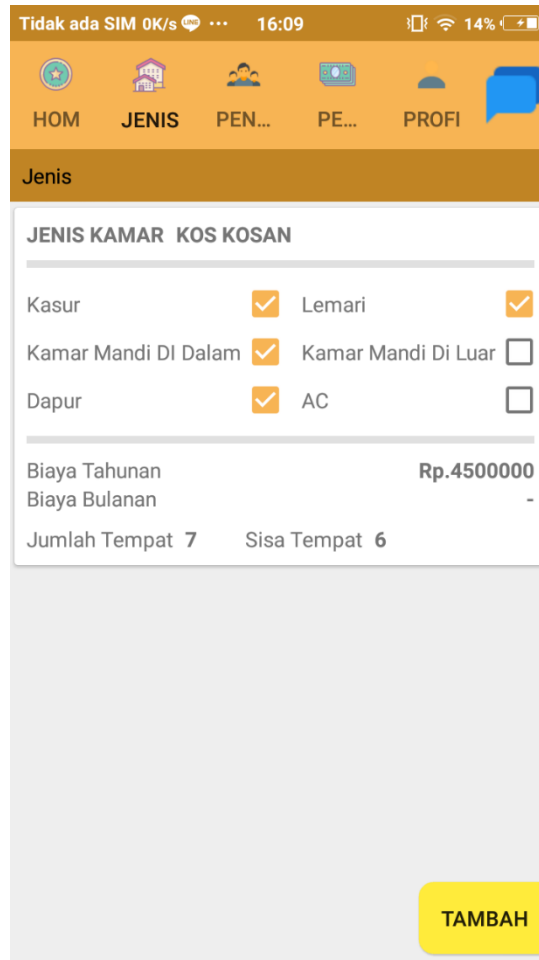 Tidak ada SIM 0K/s ... 16:09 14%
HOM JENIS PEN... PE... PROFI
Jenis
JENIS KAMAR KOS KOSAN
Kasur Lemari
Kamar Mandi DI Dalam Kamar Mandi Di Luar
Dapur AC
Biaya Tahunan Rp.4500000
Biaya Bulanan -
Jumlah Tempat 7 Sisa Tempat 6
TAMBAH